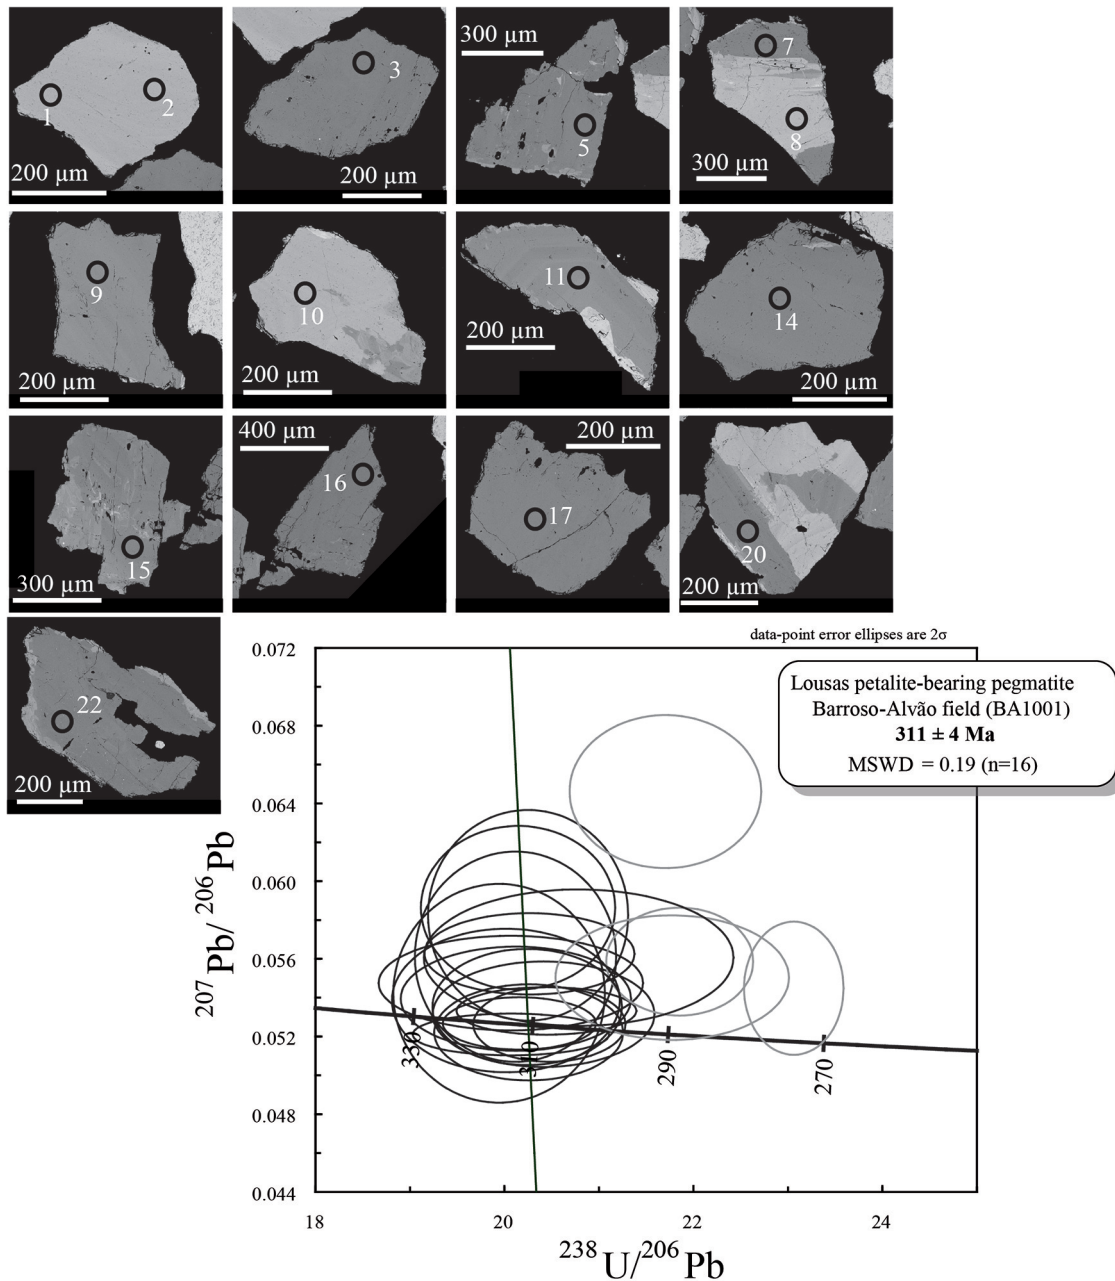 1
2
200 µm
3
200 µm
300 µm
5
7
8
300 µm
9
200 µm
10
200 µm
11
200 µm
14
200 µm
15
300 µm
400 µm
16
200 µm
17
20
200 µm
22
200 µm
data-point error ellipses are 2σ
Lousas petalite-bearing pegmatite
Barroso-Alvão field (BA1001)
311 ± 4 Ma
MSWD = 0.19 (n=16)
0.072
0.068
0.064
0.060
0.056
0.052
0.048
0.044
207Pb/206Pb
330
310
290
270
18
20
22
24
238U/206Pb